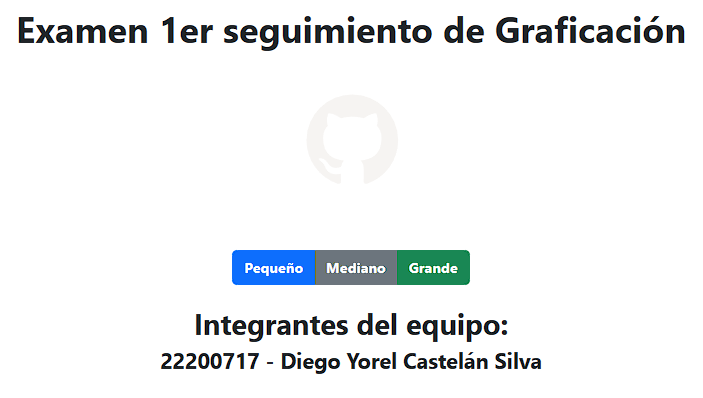 Examen 1er seguimiento de Graficación
Pequeño Mediano Grande
Integrantes del equipo:
22200717 - Diego Yorel Castelán Silva